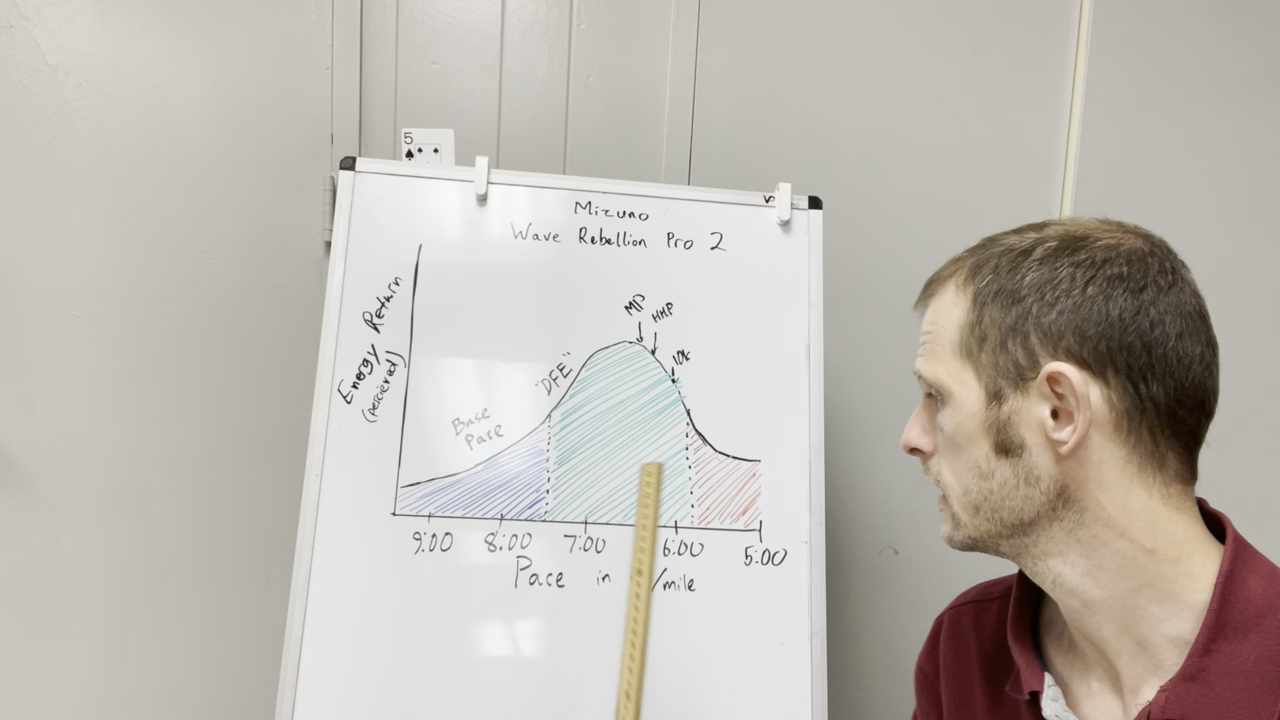 5
Mizuno
Wave Rebellion Pro 2
Energy Return
(percieved)
MP
HMP
10k
"DFE"
Base
Pace
9:00
8:00
7:00
6:00
5:00
Pace in /mile